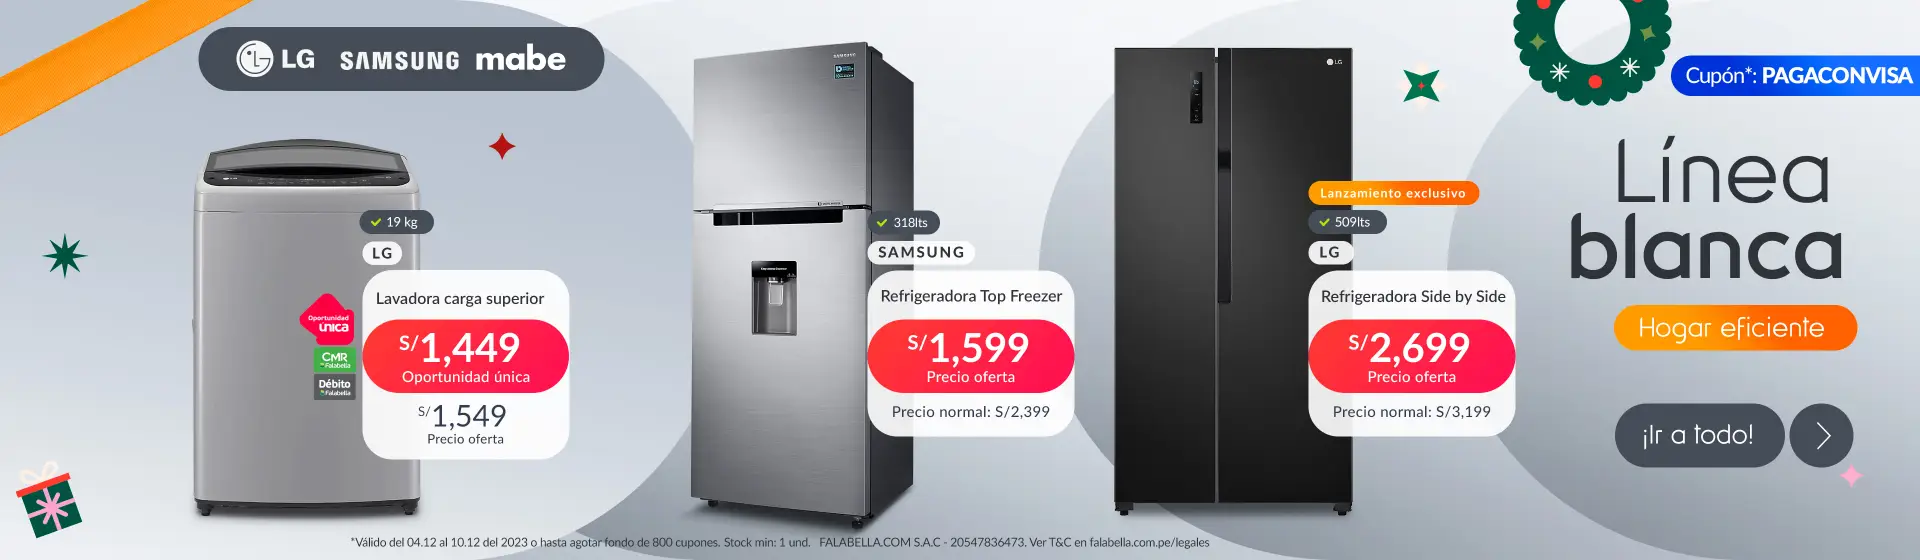 LG SAMSUNG mabe
Cupón*: PAGACONVISA
Línea
blanca
Hogar eficiente
¡Ir a todo!
19 kg
LG
Lavadora carga superior
Oportunidad
única
CMR
Falabella
Débito
Falabella
S/1,449
Oportunidad única
S/1,549
Precio oferta
SAMSUNG
318lts
SAMSUNG
Refrigeradora Top Freezer
S/1,599
Precio oferta
Precio normal: S/2,399
LG
Lanzamiento exclusivo
509lts
LG
Refrigeradora Side by Side
S/2,699
Precio oferta
Precio normal: S/3,199
*Válido del 04.12 al 10.12 del 2023 o hasta agotar fondo de 800 cupones. Stock min: 1 und. FALABELLA.COM S.A.C - 20547836473. Ver T&C en falabella.com.pe/legales